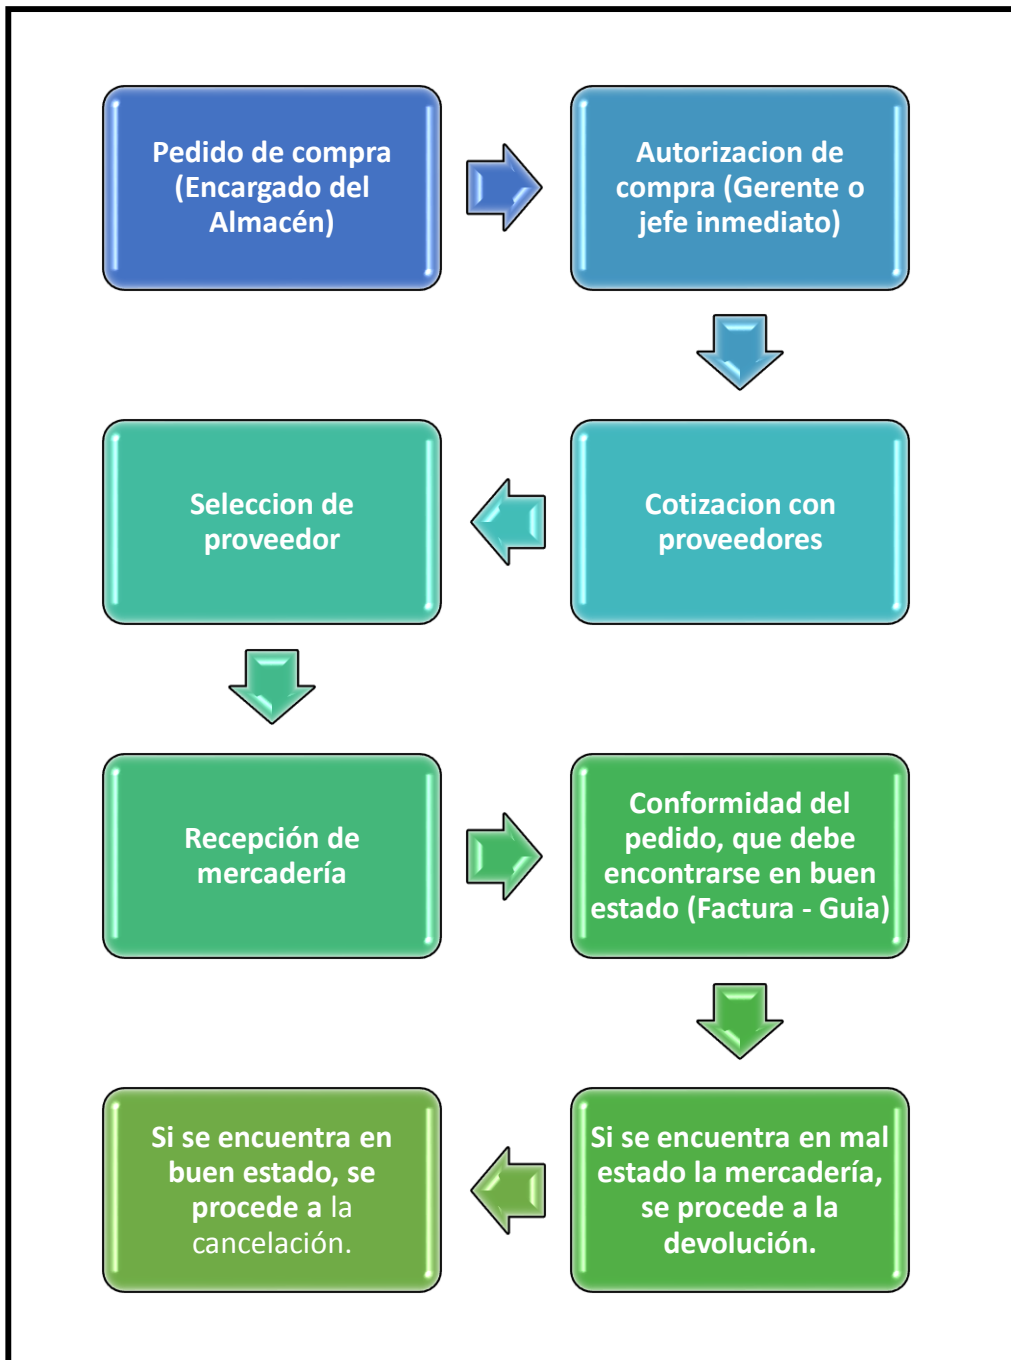 Pedido de compra
(Encargado del
Almacén)
Autorizacion de
compra (Gerente o
jefe inmediato)
Cotizacion con
proveedores
Seleccion de
proveedor
Recepción de
mercadería
Conformidad del
pedido, que debe
encontrarse en buen
estado (Factura - Guia)
Si se encuentra en mal
estado la mercadería,
se procede a la
devolución.
Si se encuentra en
buen estado, se
procede a la
cancelación.